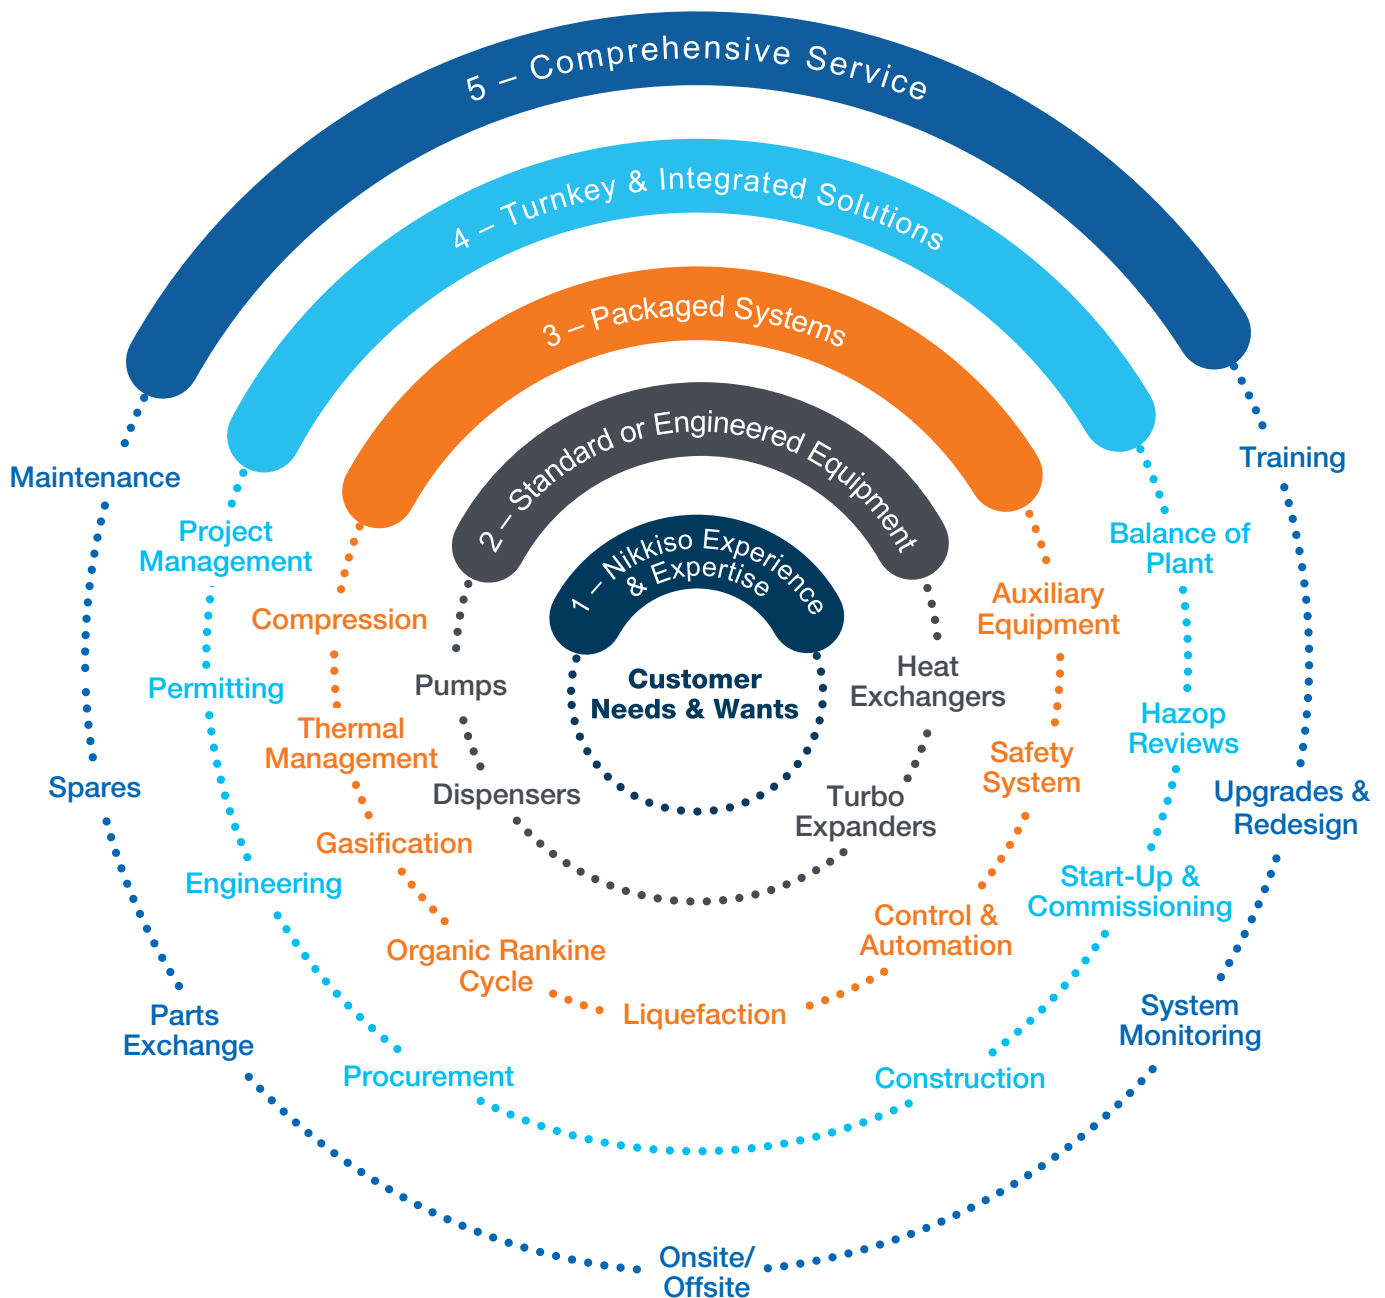 5 – Comprehensive Service
4 – Turnkey & Integrated Solutions
3 – Packaged Systems
2 – Standard or Engineered Equipment
1 – Nikkiso Experience
& Expertise
Customer
Needs & Wants
Pumps
Dispensers
Heat
Exchangers
Turbo
Expanders
Compression
Thermal
Management
Gasification
Organic Rankine
Cycle
Liquefaction
Control &
Automation
Safety
System
Auxiliary
Equipment
Project
Management
Permitting
Engineering
Procurement
Construction
Start-Up &
Commissioning
Hazop
Reviews
Balance of
Plant
Maintenance
Spares
Parts
Exchange
Onsite/
Offsite
System
Monitoring
Upgrades &
Redesign
Training